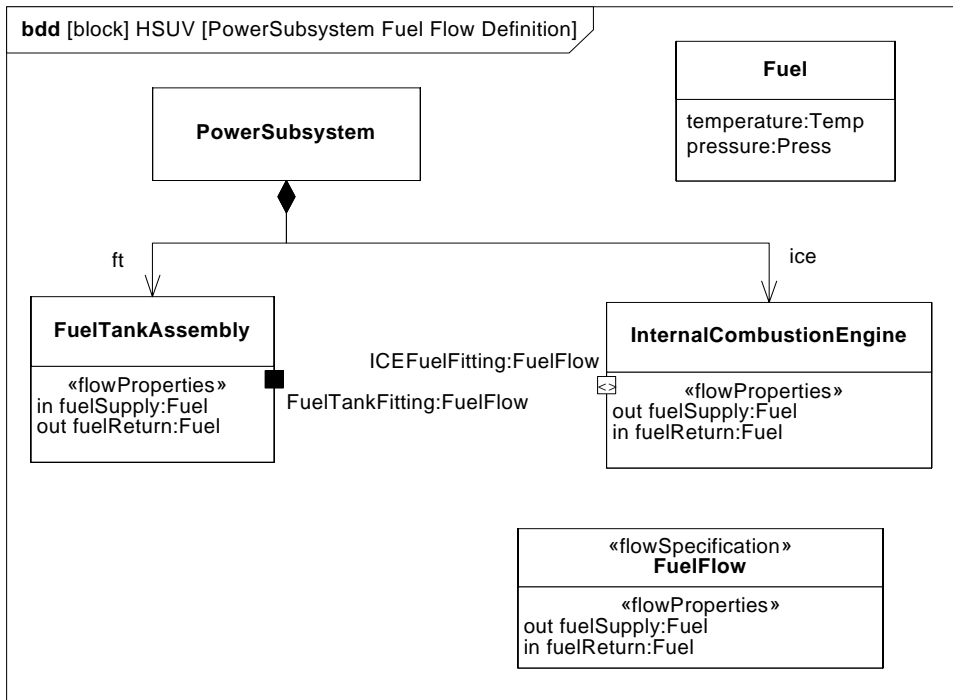 bdd [block] HSUV [PowerSubsystem Fuel Flow Definition]
Fuel
temperature:Temp
pressure:Press
PowerSubsystem
ft
ice
FuelTankAssembly
«flowProperties»
in fuelSupply:Fuel
out fuelReturn:Fuel
FuelTankFitting:FuelFlow
ICEFuelFitting:FuelFlow
<>
InternalCombustionEngine
«flowProperties»
out fuelSupply:Fuel
in fuelReturn:Fuel
«flowSpecification»
FuelFlow
«flowProperties»
out fuelSupply:Fuel
in fuelReturn:Fuel